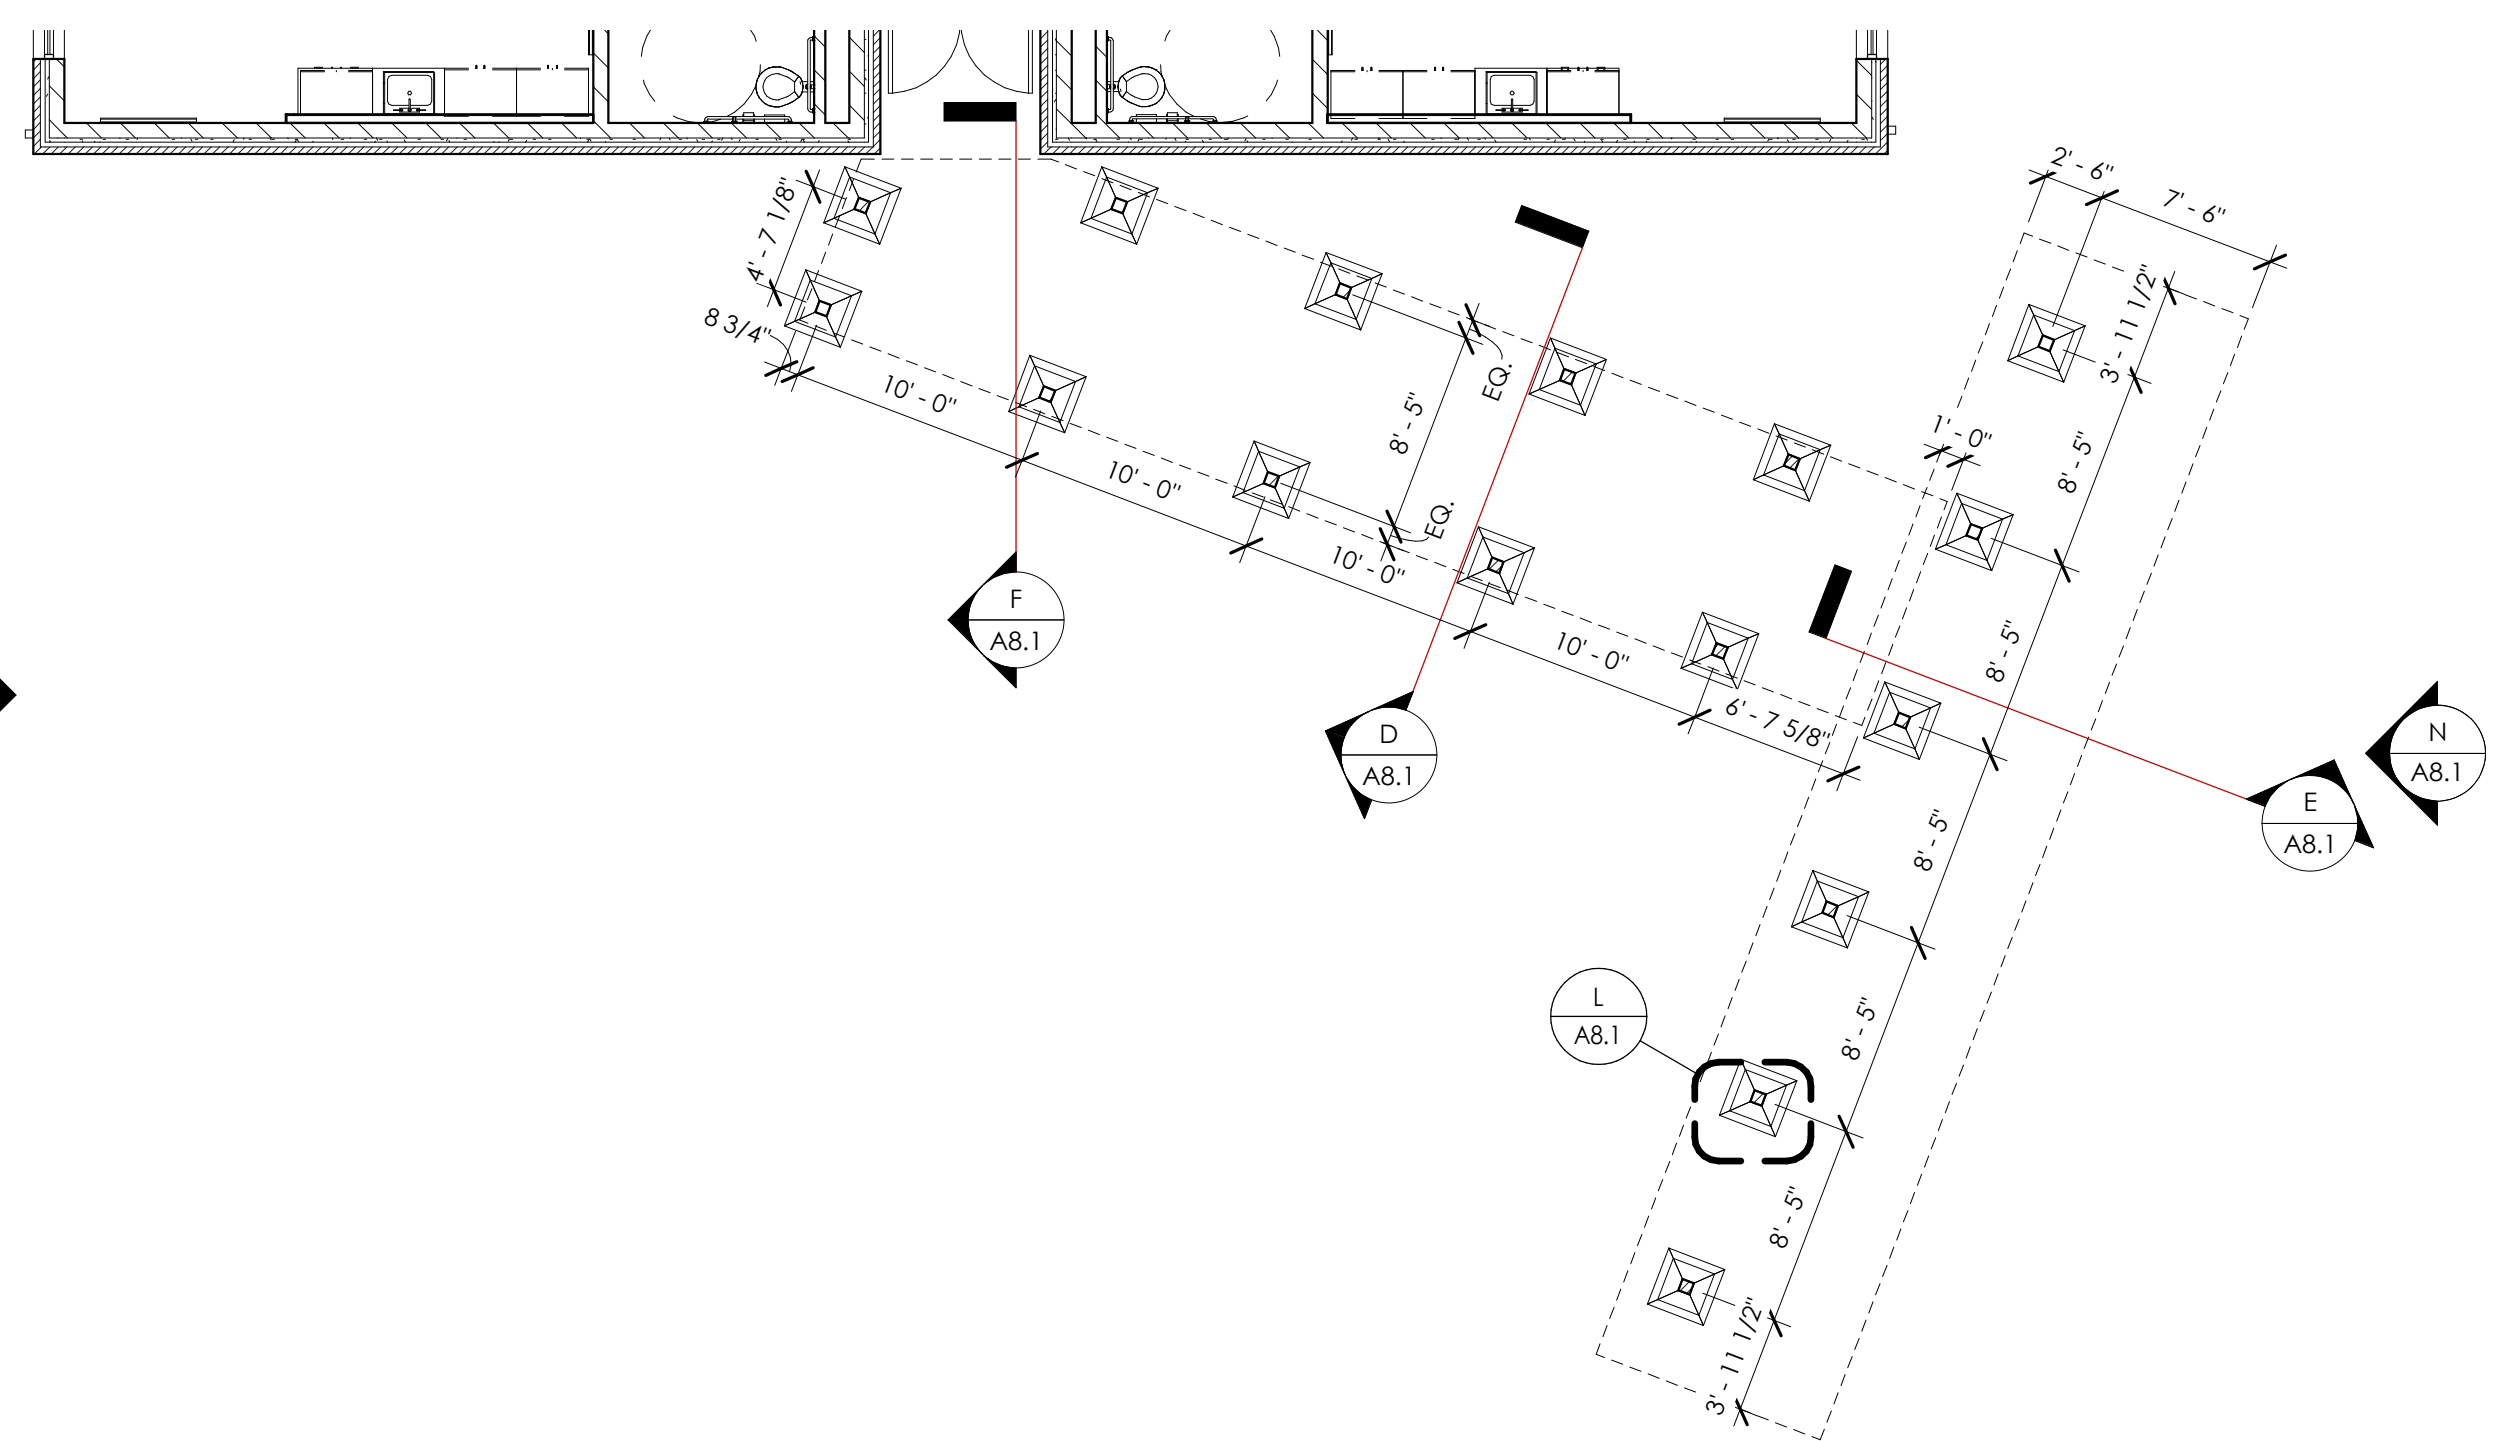 2' - 6"
7' - 6"
4' - 7 1/8"
8 3/4"
3' - 11 1/2"
10' - 0"
EQ.
8' - 5"
1' - 0"
8' - 5"
10' - 0"
EQ.
10' - 0"
F
A8.1
10' - 0"
8' - 5"
6' - 7 5/8"
D
A8.1
N
A8.1
E
A8.1
8' - 5"
L
A8.1
8' - 5"
8' - 5"
3' - 11 1/2"